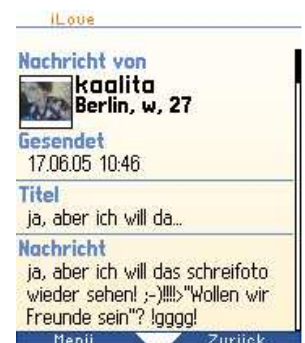 iLove
Nachricht von
kaalita
Berlin, w, 27
Gesendet
17.06.05 10:46
Titel
ja, aber ich will da...
Nachricht
ja, aber ich will das schreifoto
wieder sehen! ;-)!!!!>"Wollen wir
Freunde sein"? !gggg!
Menü Zurück